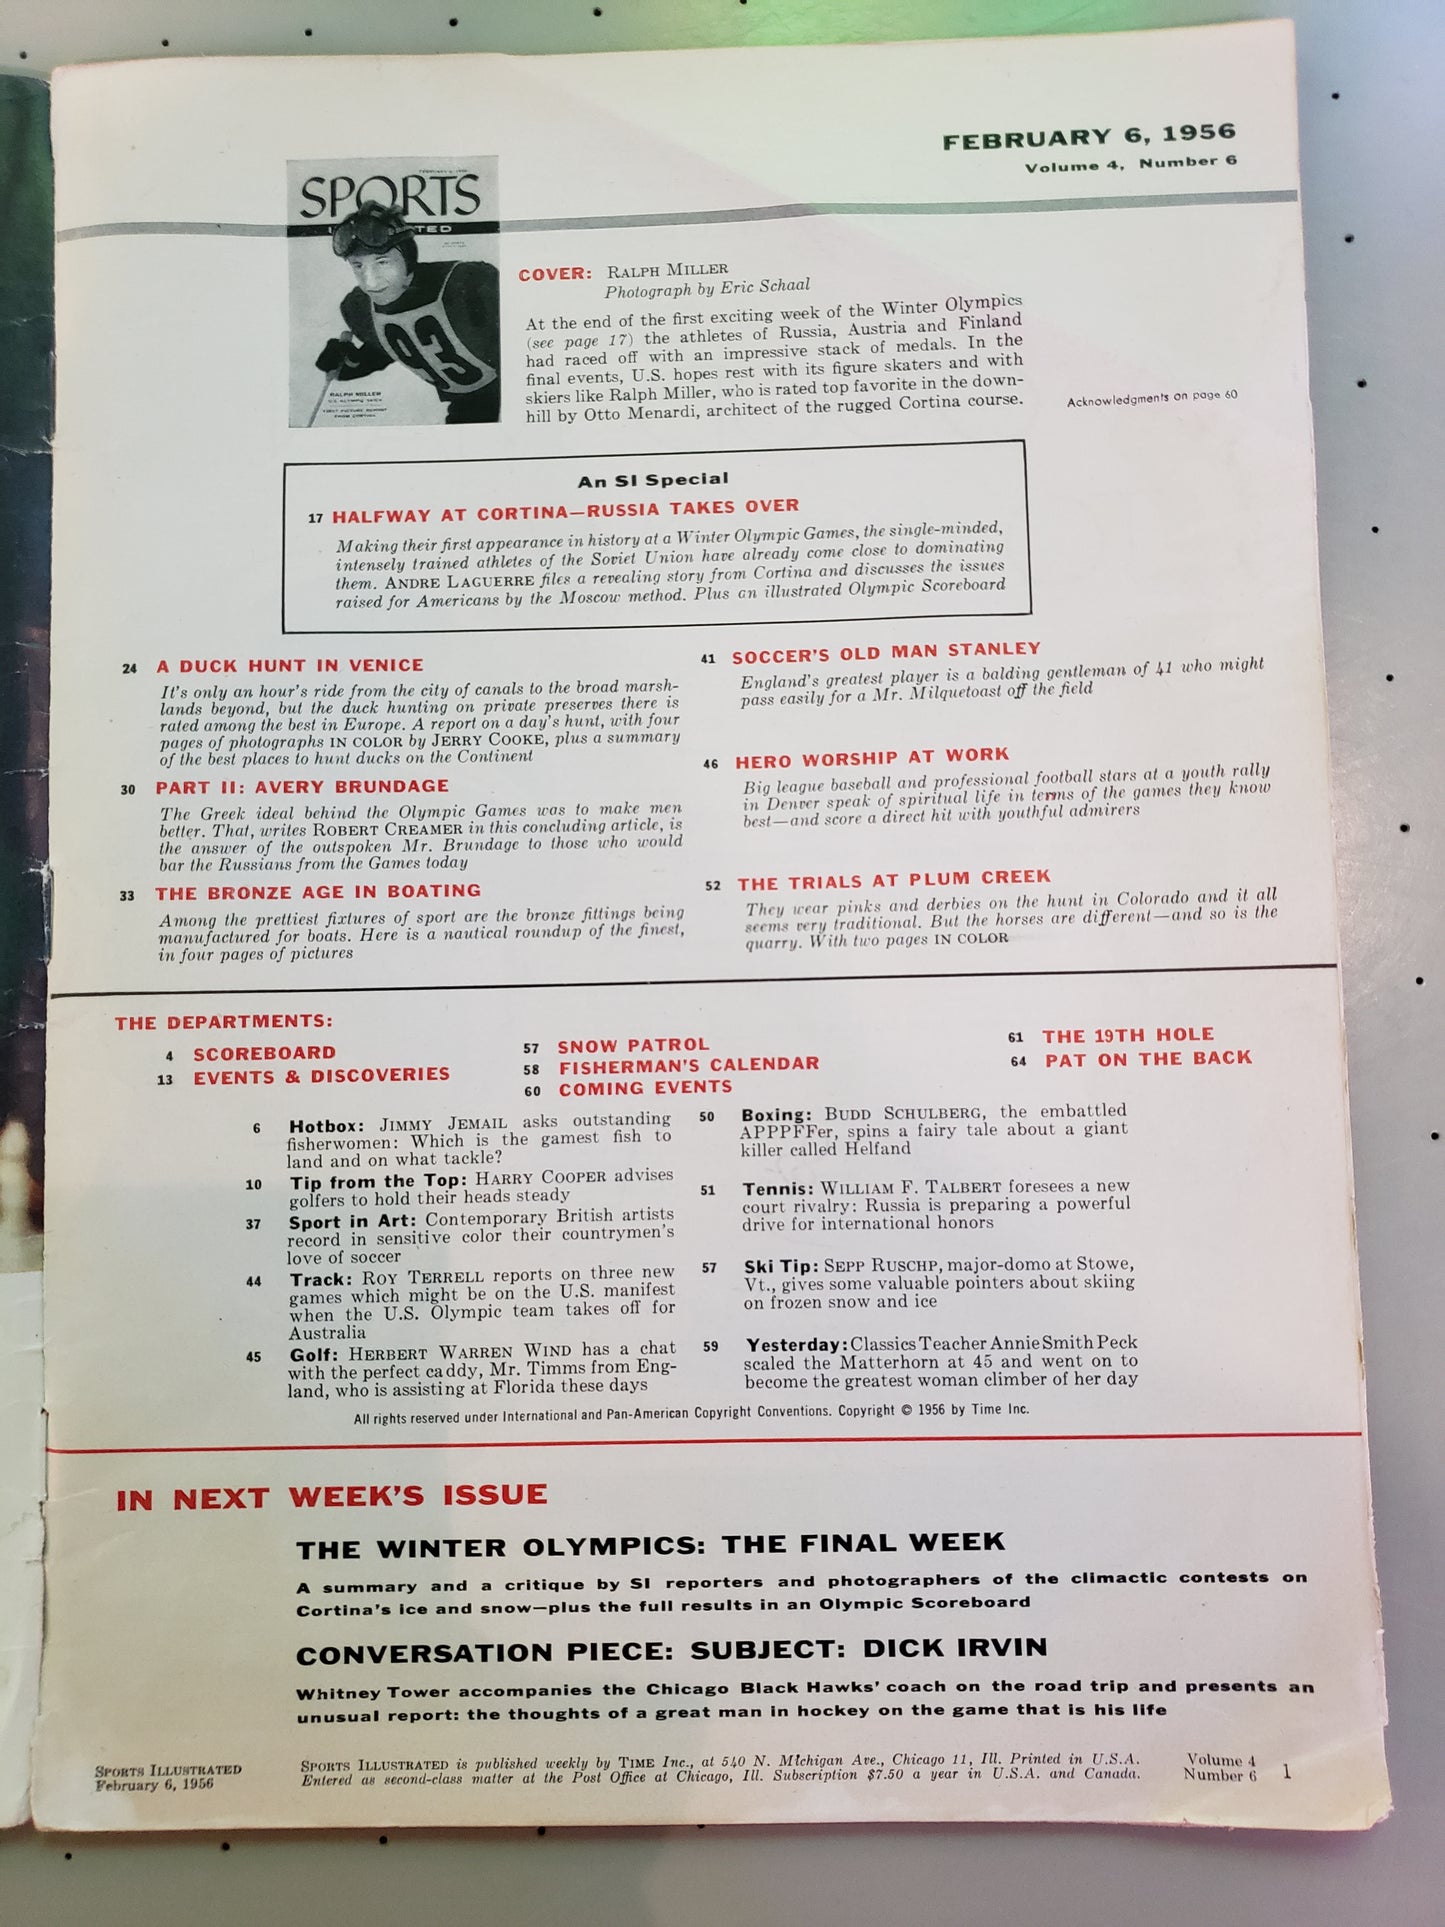 FEBRUARY 6, 1956
Volume 4, Number 6
SPORTS
COVER: RALPH MILLER
Photograph by Eric Schaal
At the end of the first exciting week of the Winter Olympics
(see page 17) the athletes of Russia, Austria and Finland
had raced off with an impressive stack of medals. In the
final events, U.S. hopes rest with its figure skaters and with
skiers like Ralph Miller, who is rated top favorite in the down-
hill by Otto Menardi, architect of the rugged Cortina course.
Acknowledgments on page 60
93
RALPH MILLER
An SI Special
17 HALFWAY AT CORTINA—RUSSIA TAKES OVER
Making their first appearance in history at a Winter Olympic Games, the single-minded,
intensely trained athletes of the Soviet Union have already come close to dominating
them. ANDRE LAGUERRE files a revealing story from Cortina and discusses the issues
raised for Americans by the Moscow method. Plus an illustrated Olympic Scoreboard
24 A DUCK HUNT IN VENICE
It's only an hour's ride from the city of canals to the broad marsh-
lands beyond, but the duck hunting on private preserves there is
rated among the best in Europe. A report on a day's hunt, with four
pages of photographs IN COLOR by JERRY COOKE, plus a summary
of the best places to hunt ducks on the Continent
30 PART II: AVERY BRUNDAGE
The Greek ideal behind the Olympic Games was to make men
better. That, writes ROBERT CREAMER in this concluding article, is
the answer of the outspoken Mr. Brundage to those who would
bar the Russians from the Games today
33 THE BRONZE AGE IN BOATING
Among the prettiest fixtures of sport are the bronze fittings being
manufactured for boats. Here is a nautical roundup of the finest,
in four pages of pictures
41 SOCCER'S OLD MAN STANLEY
England's greatest player is a balding gentleman of 41 who might
pass easily for a Mr. Milquetoast off the field
46 HERO WORSHIP AT WORK
Big league baseball and professional football stars at a youth rally
in Denver speak of spiritual life in terms of the games they know
best—and score a direct hit with youthful admirers
52 THE TRIALS AT PLUM CREEK
They wear pinks and derbies on the hunt in Colorado and it all
seems very traditional. But the horses are different—and so is the
quarry. With two pages IN COLOR
THE DEPARTMENTS:
4 SCOREBOARD
13 EVENTS & DISCOVERIES
57 SNOW PATROL
58 FISHERMAN'S CALENDAR
60 COMING EVENTS
61 THE 19TH HOLE
64 PAT ON THE BACK
6 Hotbox: JIMMY JEMAIL asks outstanding
fisherwomen: Which is the gamest fish to
land and on what tackle?
10 Tip from the Top: HARRY COOPER advises
golfers to hold their heads steady
37 Sport in Art: Contemporary British artists
record in sensitive color their countrymen's
love of soccer
44 Track: ROY TERRELL reports on three new
games which might be on the U.S. manifest
when the U.S. Olympic team takes off for
Australia
45 Golf: HERBERT WARREN WIND has a chat
with the perfect caddy, Mr. Timms from Eng-
land, who is assisting at Florida these days
50 Boxing: BUDD SCHULBERG, the embattled
APPPFFer, spins a fairy tale about a giant
killer called Helfand
51 Tennis: WILLIAM F. TALBERT foresees a new
court rivalry: Russia is preparing a powerful
drive for international honors
57 Ski Tip: SEPP RUSCHP, major-domo at Stowe,
Vt., gives some valuable pointers about skiing
on frozen snow and ice
59 Yesterday: Classics Teacher Annie Smith Peck
scaled the Matterhorn at 45 and went on to
become the greatest woman climber of her day
All rights reserved under International and Pan-American Copyright Conventions. Copyright © 1956 by Time Inc.
IN NEXT WEEK'S ISSUE
THE WINTER OLYMPICS: THE FINAL WEEK
A summary and a critique by SI reporters and photographers of the climactic contests on
Cortina's ice and snow—plus the full results in an Olympic Scoreboard
CONVERSATION PIECE: SUBJECT: DICK IRVIN
Whitney Tower accompanies the Chicago Black Hawks' coach on the road trip and presents an
unusual report: the thoughts of a great man in hockey on the game that is his life
SPORTS ILLUSTRATED
February 6, 1956
SPORTS ILLUSTRATED is published weekly by TIME Inc., at 540 N. Michigan Ave., Chicago 11, Ill. Printed in U.S.A.
Entered as second-class matter at the Post Office at Chicago, Ill. Subscription $7.50 a year in U.S.A. and Canada.
Volume 4
Number 6
1